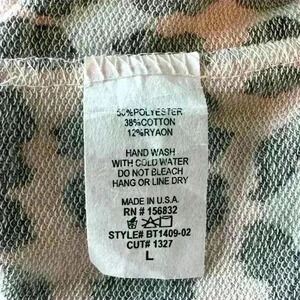 50%POLYESTER
38%COTTON
12%RYAON
HAND WASH
WITH COLD WATER
DO NOT BLEACH
HANG OR LINE DRY
MADE IN U.S.A.
RN # 156832
STYLE# BT1409-02
CUT# 1327
L